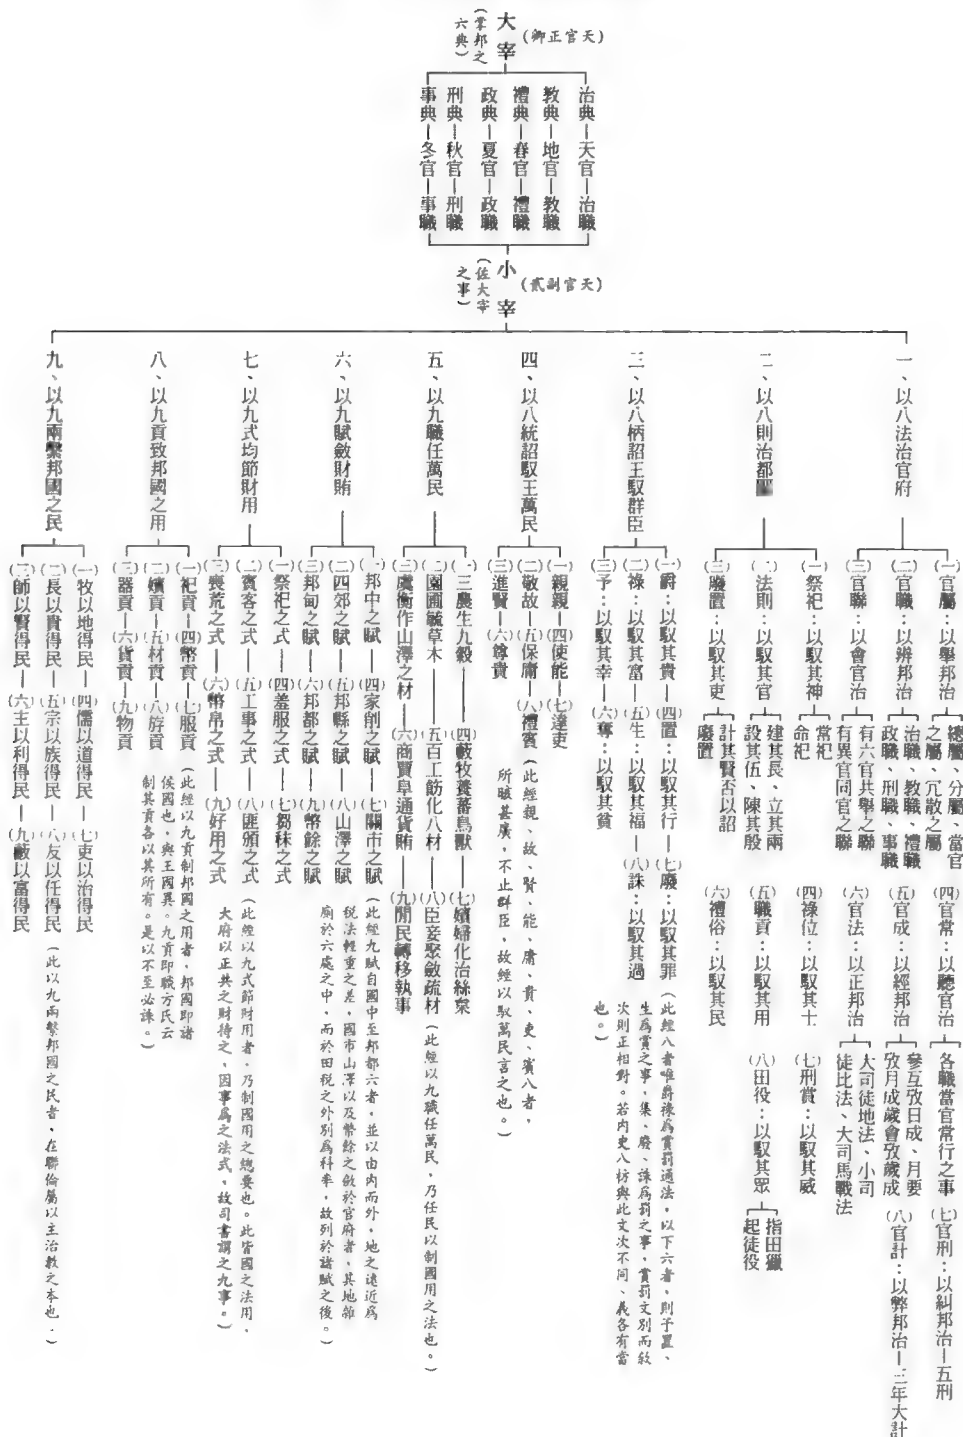 大宰
(天官正卿)
(掌邦之
六典)
治典—天官—治職
教典—地官—教職
禮典—春官—禮職
政典—夏官—政職
刑典—秋官—刑職
事典—冬官—事職
小宰
(天官副貳)
(佐大宰
之事)
一、以八法治官府
(一)官屬:以舉邦治
總屬、分屬、當官
之屬、冗散之屬
(二)官職:以辨邦治
治職、教職、禮職
政職、刑職、事職
(三)官聯:以會官治
有六官共舉之聯
有異官同官之聯
(四)官常:以聽官治
各職當官常行之事
(五)官成:以經邦治
參互攷日成、月要
攷月成歲會攷歲成
(六)官法:以正邦治
大司徒地法、小司
徒比法、大司馬戰法
(七)官刑:以糾邦治—五刑
(八)官計:以弊邦治—三年大計
二、以八則治都
(一)祭祀:以馭其神
常祀
命祀
(二)法則:以馭其官
建其長、立其兩
設其伍、陳其殷
(三)廢置:以馭其吏
計其賢否以詔
廢置
(四)祿位:以馭其士
(五)職貢:以馭其用
(六)禮俗:以馭其民
(七)刑賞:以馭其威
(八)田役:以馭其眾
指田獵
起徒役
三、以八柄詔王馭群臣
(一)爵:以馭其貴
(二)祿:以馭其富
(三)予:以馭其幸
(四)置:以馭其行
(五)生:以馭其福
(六)奪:以馭其貧
(七)廢:以馭其罪
(八)誅:以馭其過
(此經八者唯爵祿為賞罰通法,以下六者,則予置、
生為賞之事,集、廢、誅為罰之事,賞罰文別而敘
次則正相對。若內史八枋與此文次不同、義各有當
也。)
四、以八統詔馭王萬民
(一)親親
(二)敬故
(三)進賢
(四)使能
(五)保庸
(六)尊貴
(七)達吏
(八)禮賓
(此經親、故、賢、能、庸、貴、吏、賓八者,
所晐甚廣,不止群臣,故經以馭萬民言之也。)
五、以九職任萬民
(一)三農生九穀
(二)園圃毓草木
(三)虞衡作山澤之材
(四)藪牧養蕃鳥獸
(五)百工飭化八材
(六)商賈阜通貨賄
(七)嬪婦化治絲枲
(八)臣妾聚斂疏材
(九)閒民轉移執事
(此經以九職任萬民,乃任民以制國用之法也。)
六、以九賦斂財賄
(一)邦中之賦
(二)四郊之賦
(三)邦甸之賦
(四)家削之賦
(五)邦縣之賦
(六)邦都之賦
(七)關市之賦
(八)山澤之賦
(九)幣餘之賦
(此經九賦自國中至邦都六者,並以由內而外,地之遠近為
稅法輕重之差,國市山澤以及幣餘之斂於官府者,其地雜
廁於六處之中,而於田稅之外別為科率,故列於諸賦之後。)
七、以九式均節財用
(一)祭祀之式
(二)賓客之式
(三)喪荒之式
(四)羞服之式
(五)工事之式
(六)幣帛之式
(七)芻秣之式
(八)匪頒之式
(九)好用之式
(此經以九式節財用者,乃制國用之總要也。此皆國之法用,
大府以正共之財待之,因事為之法式,故司書謂之九事。)
八、以九貢致邦國之用
(一)祀貢
(二)嬪貢
(三)器貢
(四)幣貢
(五)材貢
(六)貨貢
(七)服貢
(八)斿貢
(九)物貢
(此經以九貢制邦國之用者,邦國即諸
侯國也,與王國異。九貢即職方氏云
制其貢各以其所有。是以不至必誅。)
九、以九兩繫邦國之民
(一)牧以地得民
(二)長以貴得民
(三)師以賢得民
(四)儒以道得民
(五)宗以族得民
(六)主以利得民
(七)吏以治得民
(八)友以任得民
(九)藪以富得民
(此以九兩繫邦國之民者,在聯倫屬以主治教之本也.)